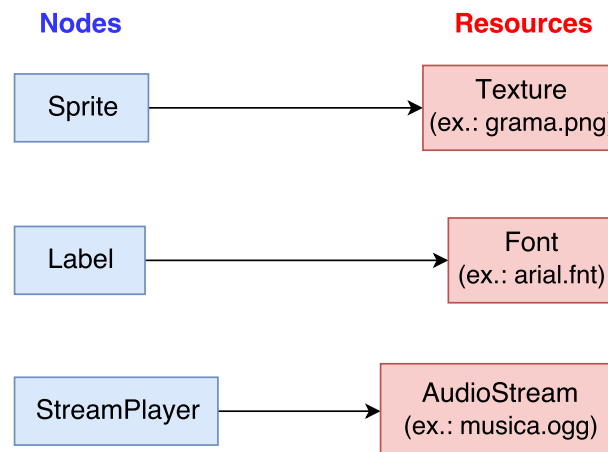 Nodes
Resources
Sprite
Texture
(ex.: grama.png)
Label
Font
(ex.: arial.fnt)
StreamPlayer
AudioStream
(ex.: musica.ogg)